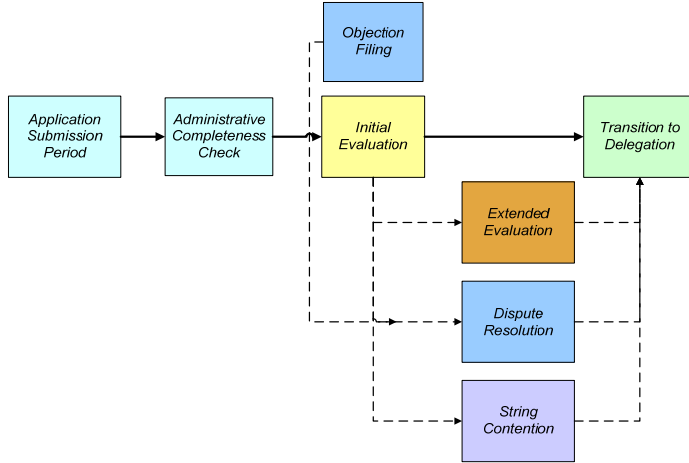 Objection
Filing
Application
Submission
Period
Administrative
Completeness
Check
Initial
Evaluation
Transition to
Delegation
Extended
Evaluation
Dispute
Resolution
String
Contention